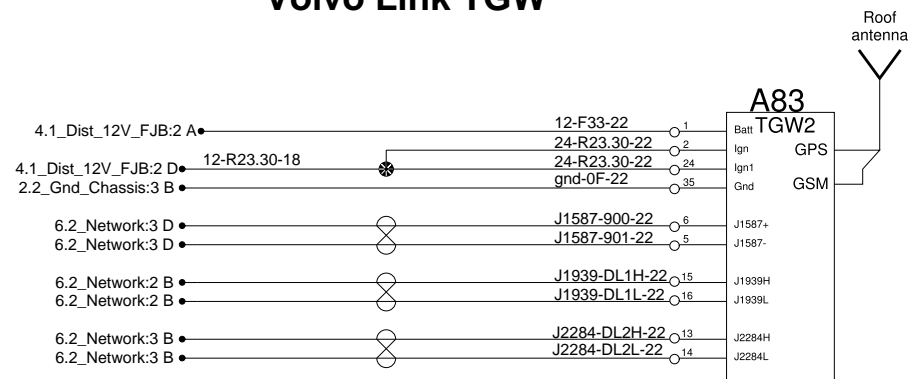 Volvo Link TGW
Roof
antenna
A83
TGW2
4.1_Dist_12V_FJB:2 A 12-F33-22 1 Batt
24-R23.30-22 2 Ign GPS
4.1_Dist_12V_FJB:2 D 12-R23.30-18 24-R23.30-22 24 Ign1
2.2_Gnd_Chassis:3 B gnd-0F-22 35 Gnd GSM
6.2_Network:3 D J1587-900-22 6 J1587+
6.2_Network:3 D J1587-901-22 5 J1587-
6.2_Network:2 B J1939-DL1H-22 15 J1939H
6.2_Network:2 B J1939-DL1L-22 16 J1939L
6.2_Network:3 B J2284-DL2H-22 13 J2284H
6.2_Network:3 B J2284-DL2L-22 14 J2284L